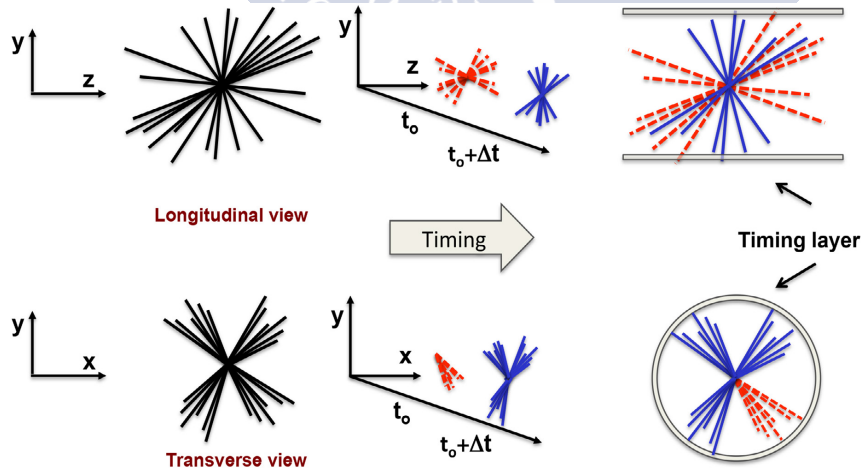 y
z
y
z
t₀
t₀+Δt
Longitudinal view
Timing
Timing layer
y
x
y
x
t₀
t₀+Δt
Transverse view